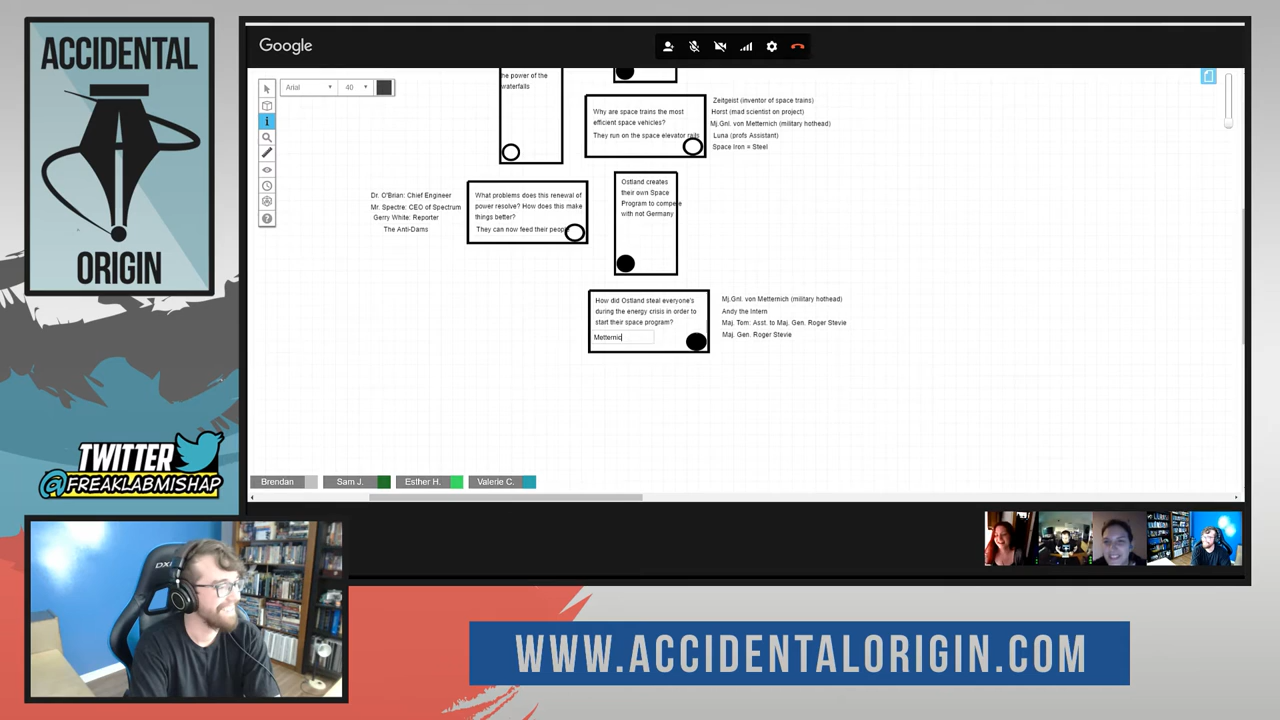 ACCIDENTAL
ORIGIN
Google
Arial
40
he power of the
waterfalls
Why are space trains the most
efficient space vehicles?
They run on the space elevator rails
Zeitgeist (inventor of space trains)
Horst (mad scientist on project)
Mj.Gnl. von Metternich (military hothead)
Luna (profs Assistant)
Space Iron = Steel
Dr. O'Brian: Chief Engineer
Mr. Spectre: CEO of Spectrum
Gerry White: Reporter
The Anti-Dams
What problems does this renewal of
power resolve? How does this make
things better?
They can now feed their people
Ostland creates
their own Space
Program to compete
with not Germany
How did Ostland steal everyone's
during the energy crisis in order to
start their space program?
Metternic
Mj.Gnl. von Metternich (military hothead)
Andy the Intern
Maj. Tom: Asst. to Maj. Gen. Roger Stevie
Maj. Gen. Roger Stevie
Brendan
Sam J.
Esther H.
Valerie C.
TWITTER
@FREAKLABMISHAP
DXR
WWW.ACCIDENTALORIGIN.COM